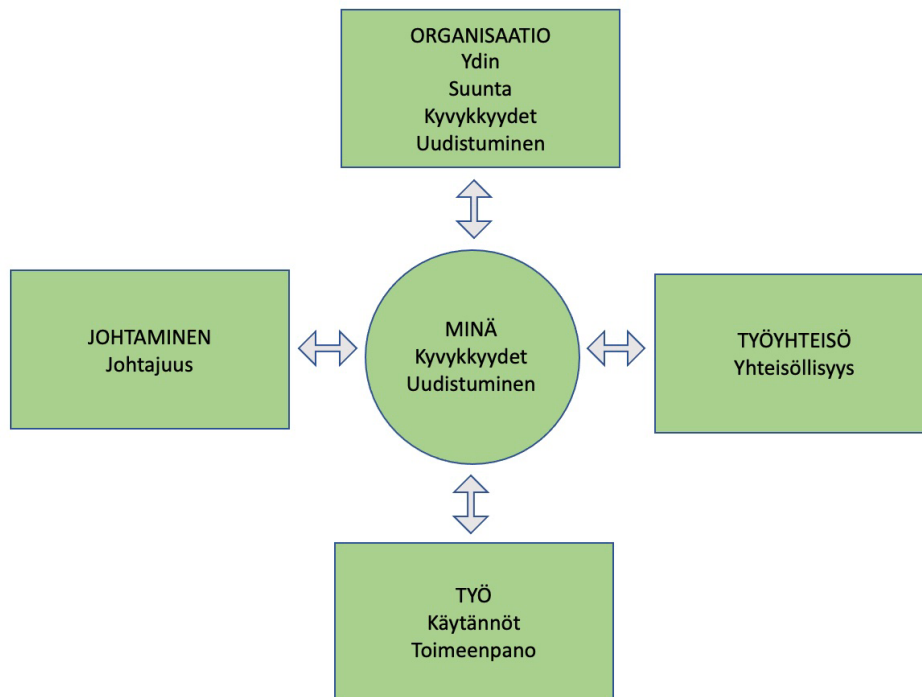 ORGANISAATIO
Ydin
Suunta
Kyvykkyydet
Uudistuminen
JOHTAMINEN
Johtajuus
MINÄ
Kyvykkyydet
Uudistuminen
TYÖYHTEISÖ
Yhteisöllisyys
TYÖ
Käytännöt
Toimeenpano